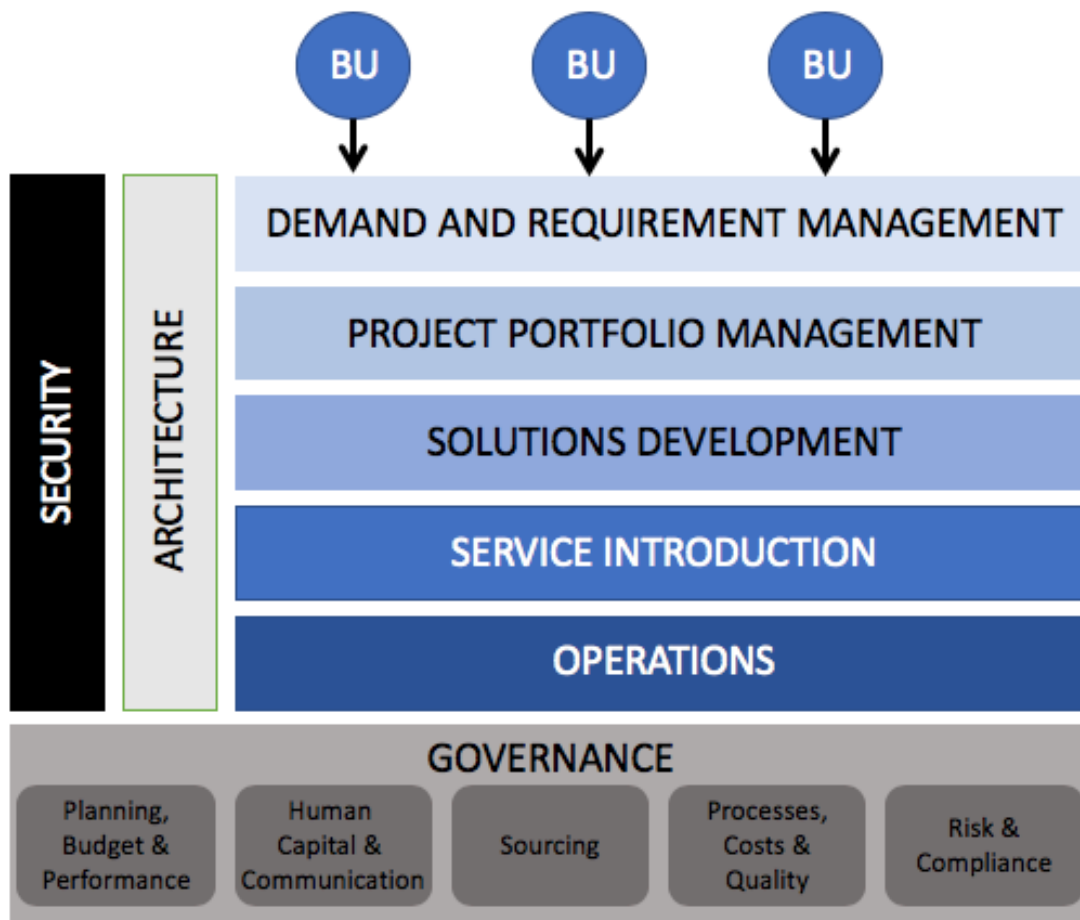 BU
BU
BU
SECURITY
ARCHITECTURE
DEMAND AND REQUIREMENT MANAGEMENT
PROJECT PORTFOLIO MANAGEMENT
SOLUTIONS DEVELOPMENT
SERVICE INTRODUCTION
OPERATIONS
GOVERNANCE
Planning,
Budget &
Performance
Human
Capital &
Communication
Sourcing
Processes,
Costs &
Quality
Risk &
Compliance